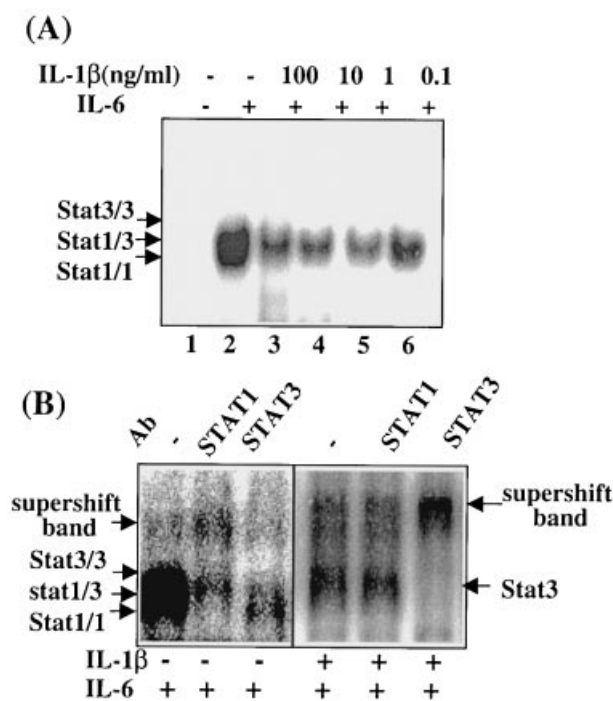 (A)
IL-1β(ng/ml) - - 100 10 1 0.1
IL-6 - + + + + +
Stat3/3
Stat1/3
Stat1/1
1 2 3 4 5 6
(B)
Ab - STAT1 STAT3 - STAT1 STAT3
supershift band
supershift band
Stat3/3
stat1/3
Stat1/1
Stat3
IL-1β - - - + + +
IL-6 + + + + + +